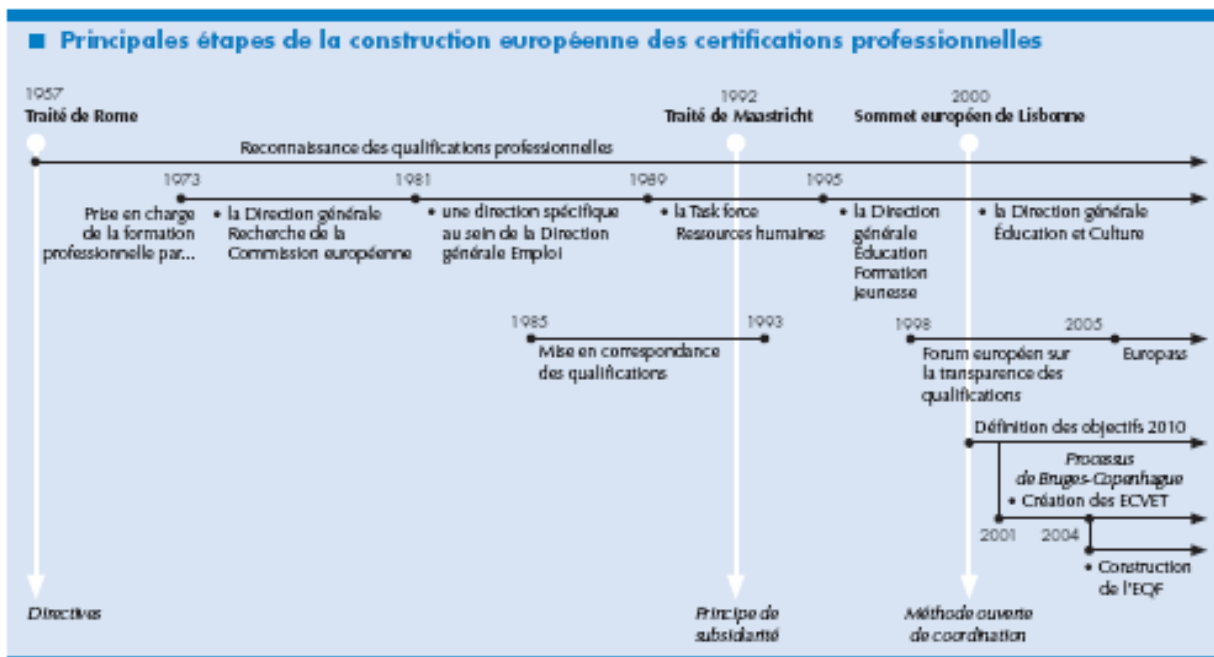 ■ Principales étapes de la construction européenne des certifications professionnelles
1957
Traité de Rome
1992
Traité de Maastricht
2000
Sommet européen de Lisbonne
Reconnaissance des qualifications professionnelles
1973
1981
1989
1995
Prise en charge
de la formation
professionnelle par...
• la Direction générale
Recherche de la
Commission européenne
• une direction spécifique
au sein de la Direction
générale Emploi
• la Task force
Ressources humaines
• la Direction
générale
Éducation
Formation
Jeunesse
• la Direction générale
Éducation et Culture
1985
1993
Mise en correspondance
des qualifications
1998
2005
Forum européen sur
la transparence des
qualifications
Europass
Définition des objectifs 2010
Processus
de Bruges-Copenhague
• Création des ECVET
2001
2004
• Construction
de l'EQF
Directives
Principe de
subsidarité
Méthode ouverte
de coordination